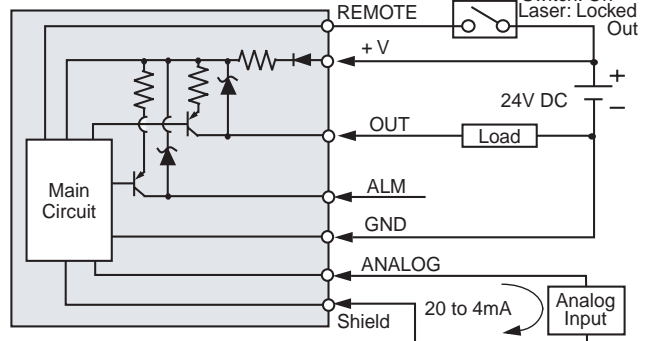 REMOTE
Laser: Locked
Out
+ V
+
24V DC
–
OUT
Load
Main
Circuit
ALM
GND
ANALOG
20 to 4mA
Analog
Input
Shield